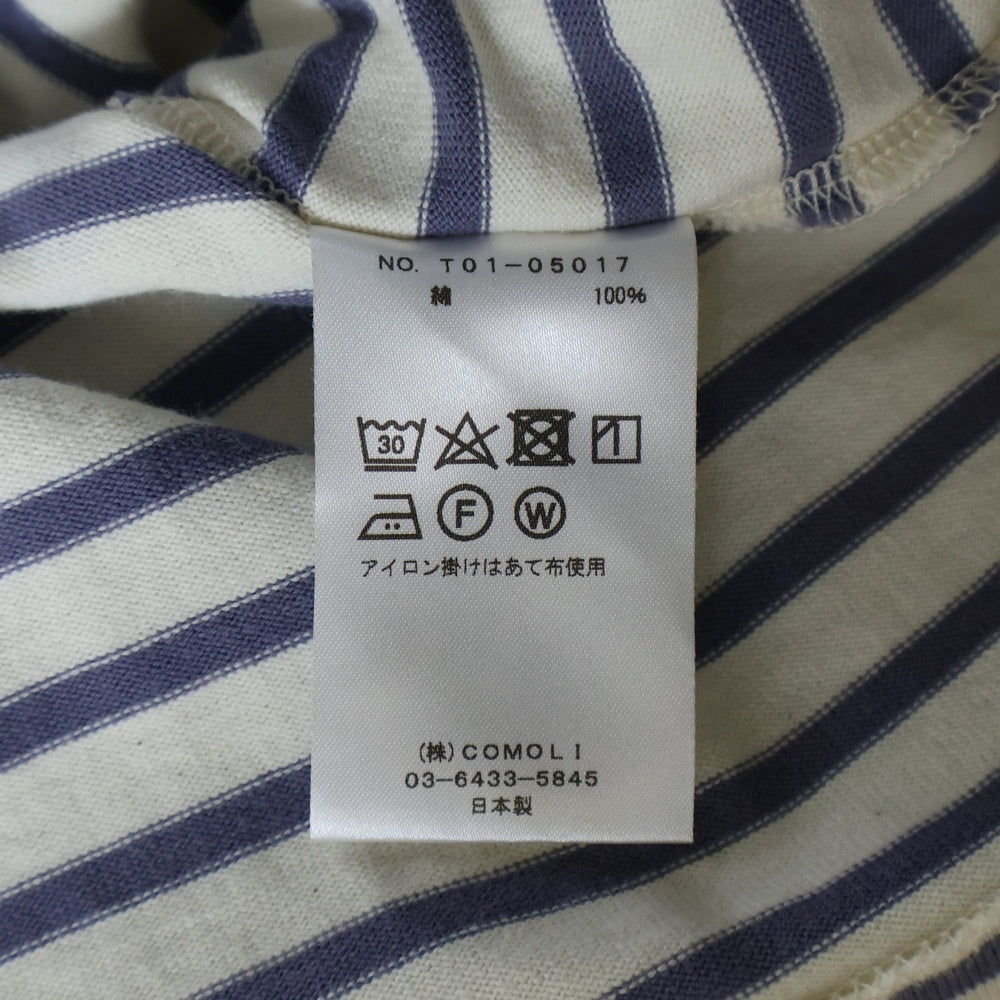 NO. T01-05017
綿 100%
30
F W
アイロン掛けはあて布使用
(株)COMOLI
03-6433-5845
日本製